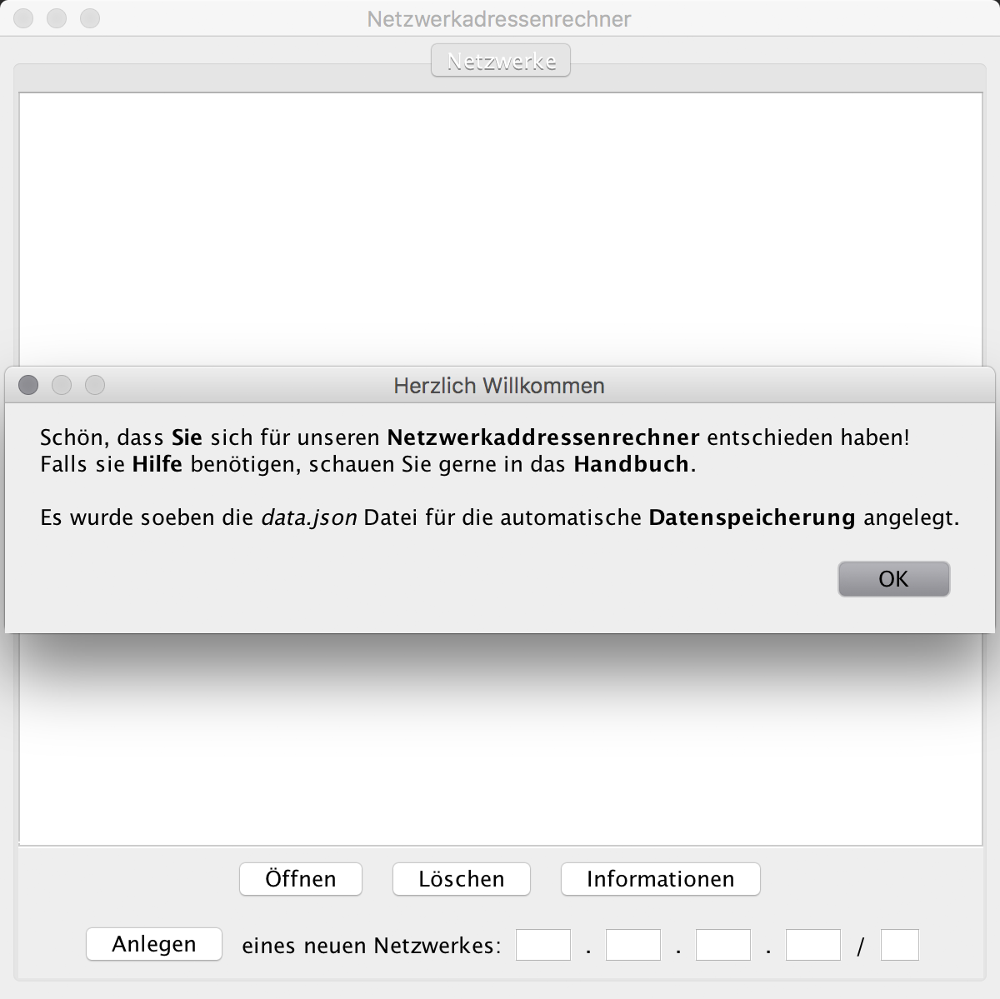 Netzwerkadressenrechner
Netzwerke
Herzlich Willkommen
Schön, dass Sie sich für unseren Netzwerkaddressenrechner entschieden haben!
Falls sie Hilfe benötigen, schauen Sie gerne in das Handbuch.
Es wurde soeben die data.json Datei für die automatische Datenspeicherung angelegt.
OK
Öffnen Löschen Informationen
Anlegen eines neuen Netzwerkes: . . . /